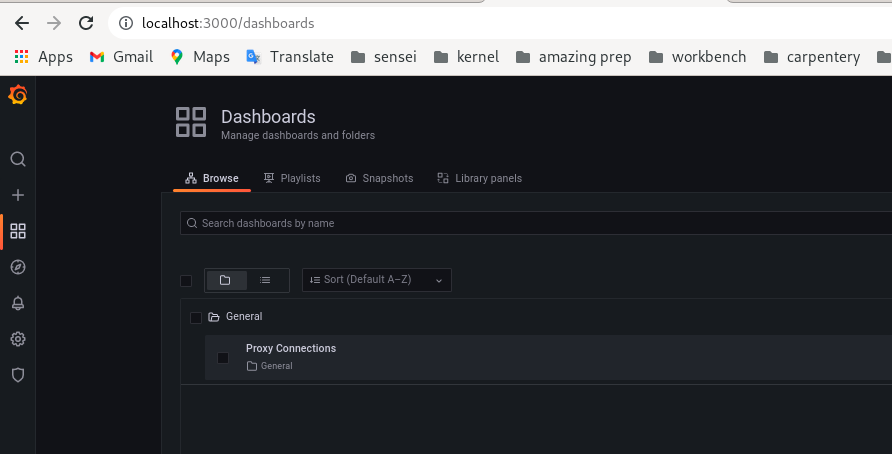 localhost:3000/dashboards
Apps Gmail Maps Translate sensei kernel amazing prep workbench carpentery
Dashboards
Manage dashboards and folders
Browse Playlists Snapshots Library panels
Search dashboards by name
Sort (Default A–Z)
General
Proxy Connections
General